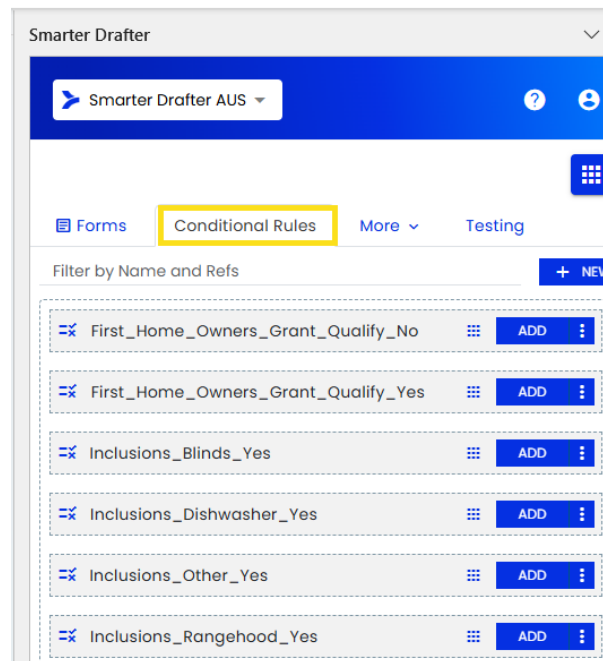 Smarter Drafter
Smarter Drafter AUS
Forms Conditional Rules More Testing
Filter by Name and Refs + NEW
First_Home_Owners_Grant_Qualify_No ADD
First_Home_Owners_Grant_Qualify_Yes ADD
Inclusions_Blinds_Yes ADD
Inclusions_Dishwasher_Yes ADD
Inclusions_Other_Yes ADD
Inclusions_Rangehood_Yes ADD